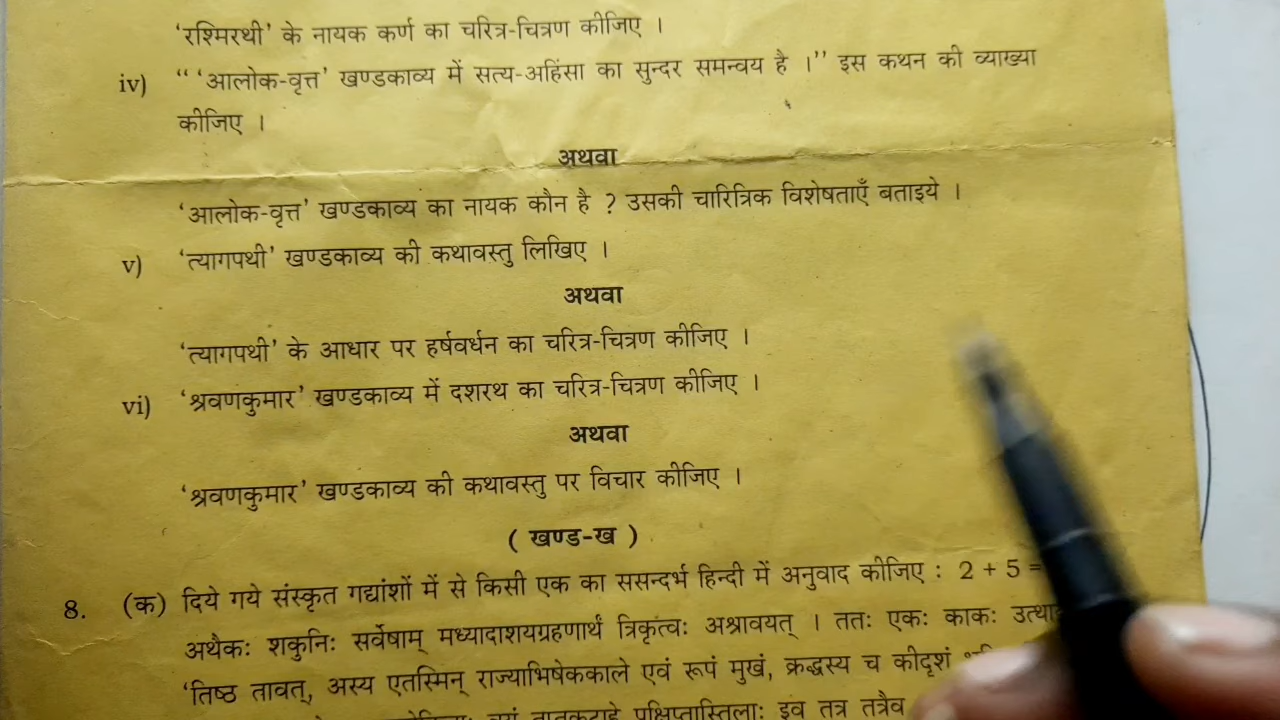 ‘रश्मिरथी’ के नायक कर्ण का चरित्र-चित्रण कीजिए ।
iv) “ ‘आलोक-वृत्त’ खण्डकाव्य में सत्य-अहिंसा का सुन्दर समन्वय है ।” इस कथन की व्याख्या
कीजिए ।
अथवा
‘आलोक-वृत्त’ खण्डकाव्य का नायक कौन है ? उसकी चारित्रिक विशेषताएँ बताइये ।
v) ‘त्यागपथी’ खण्डकाव्य की कथावस्तु लिखिए ।
अथवा
‘त्यागपथी’ के आधार पर हर्षवर्धन का चरित्र-चित्रण कीजिए ।
vi) ‘श्रवणकुमार’ खण्डकाव्य में दशरथ का चरित्र-चित्रण कीजिए ।
अथवा
‘श्रवणकुमार’ खण्डकाव्य की कथावस्तु पर विचार कीजिए ।
( खण्ड-ख )
8. (क) दिये गये संस्कृत गद्यांशों में से किसी एक का ससन्दर्भ हिन्दी में अनुवाद कीजिए : 2 + 5 =
अथैकः शकुनिः सर्वेषाम् मध्यादाशयग्रहणार्थं त्रिकृत्वः अश्रावयत् । ततः एकः काकः
‘तिष्ठ तावत्, अस्य एतस्मिन् राज्याभिषेककाले एवं रूपं मुखं, क्रद्धस्य च कीदृशं
प्रक्षिप्तास्तिलाः इव तत्र तत्रैव